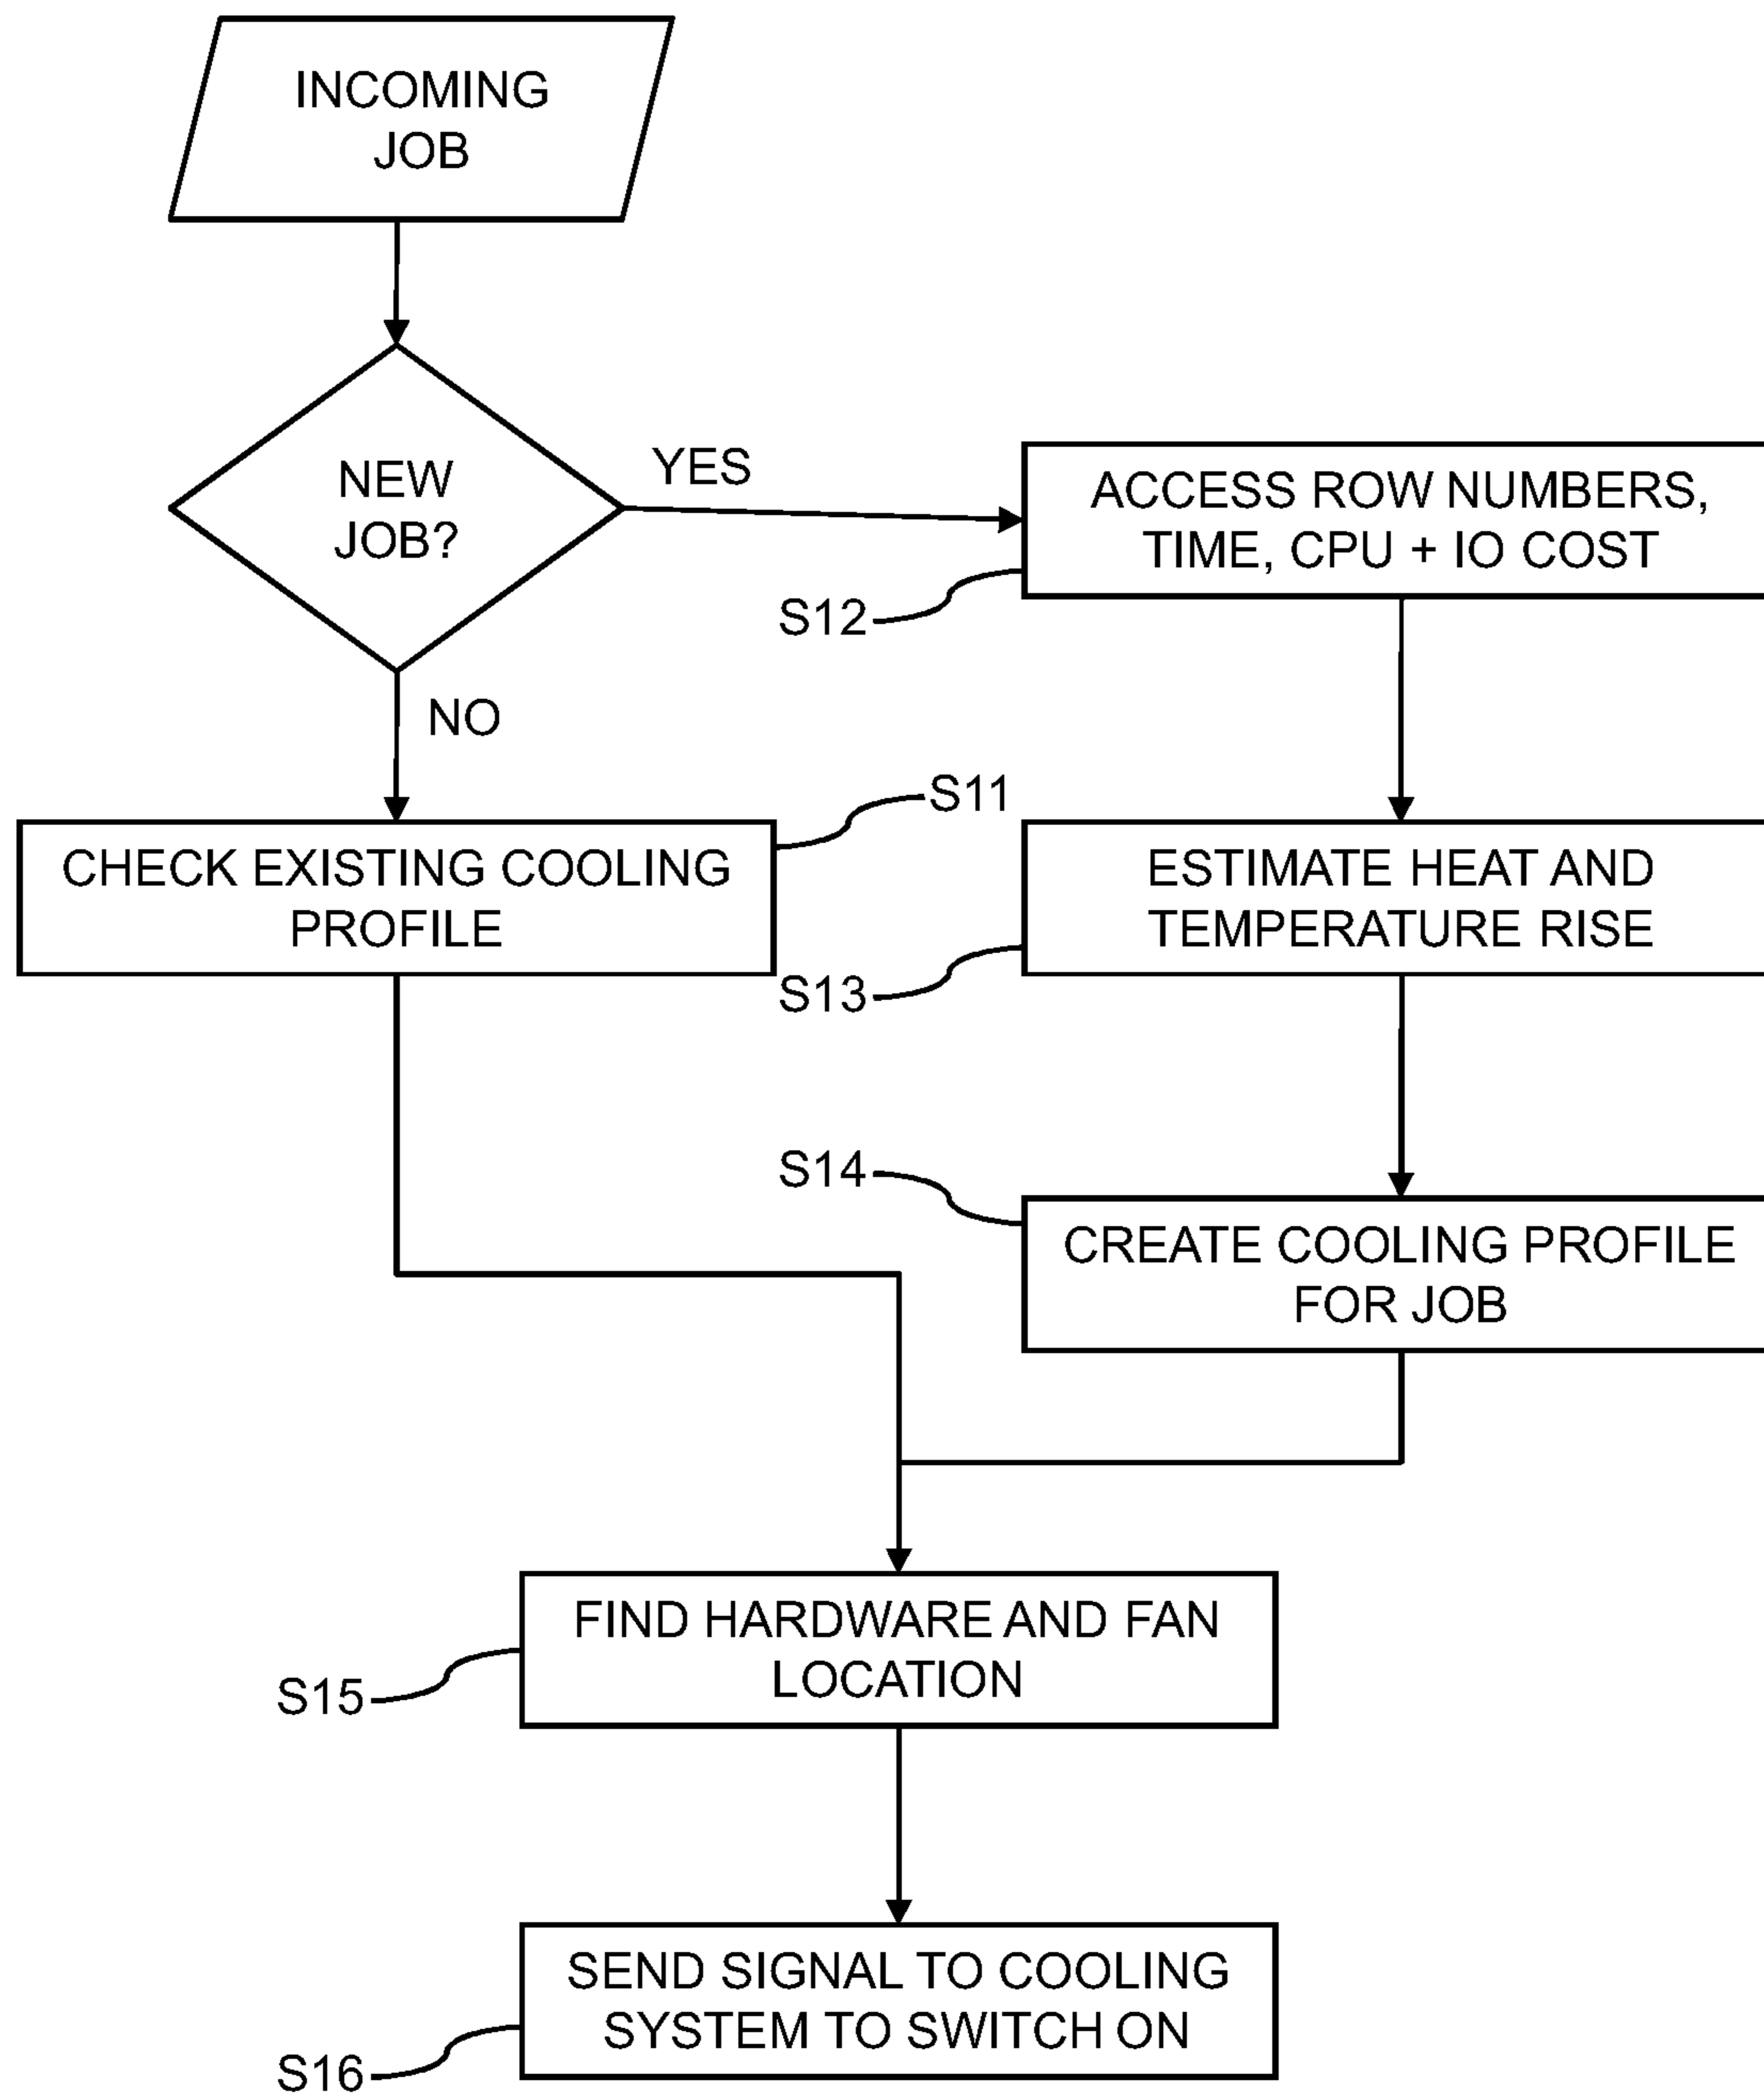 INCOMING
JOB
NEW
JOB?
YES
ACCESS ROW NUMBERS,
TIME, CPU + IO COST
S12
NO
S11
CHECK EXISTING COOLING
PROFILE
ESTIMATE HEAT AND
TEMPERATURE RISE
S13
S14
CREATE COOLING PROFILE
FOR JOB
FIND HARDWARE AND FAN
LOCATION
S15
SEND SIGNAL TO COOLING
SYSTEM TO SWITCH ON
S16